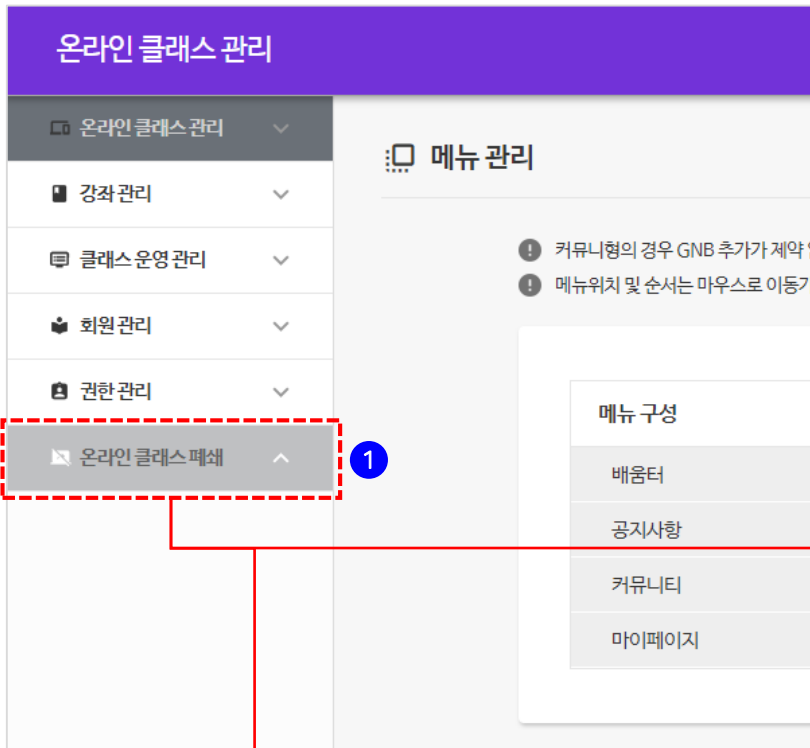 온라인 클래스 관리
온라인 클래스 관리
강좌 관리
클래스 운영 관리
회원 관리
권한 관리
온라인 클래스 폐쇄
1
메뉴 관리
커뮤니형의 경우 GNB 추가가 제약
메뉴위치 및 순서는 마우스로 이동가
메뉴 구성
배움터
공지사항
커뮤니티
마이페이지